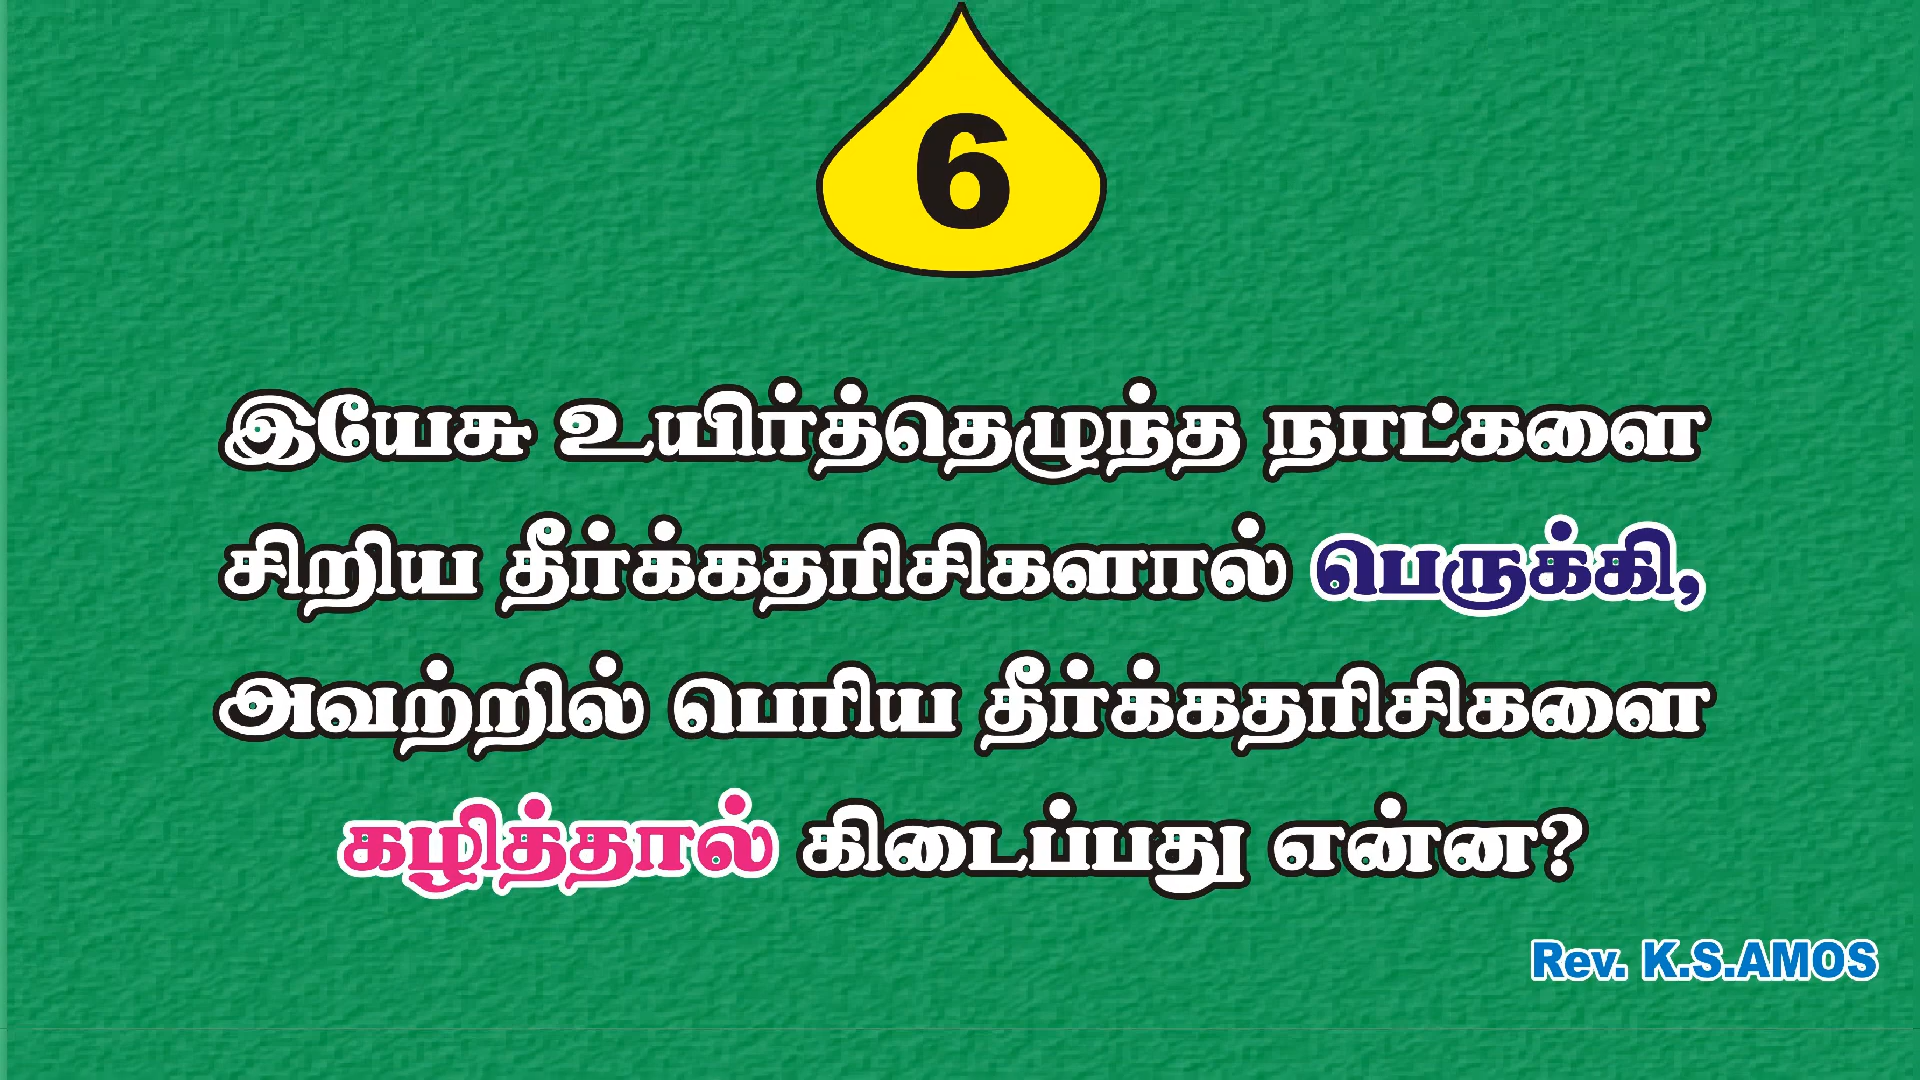 6
இயேசு உயிர்த்தெழுந்த நாட்களை
சிறிய தீர்க்கதரிசிகளால் பெருக்கி,
அவற்றில் பெரிய தீர்க்கதரிசிகளை
கழித்தால் கிடைப்பது என்ன?
Rev. K.S.AMOS